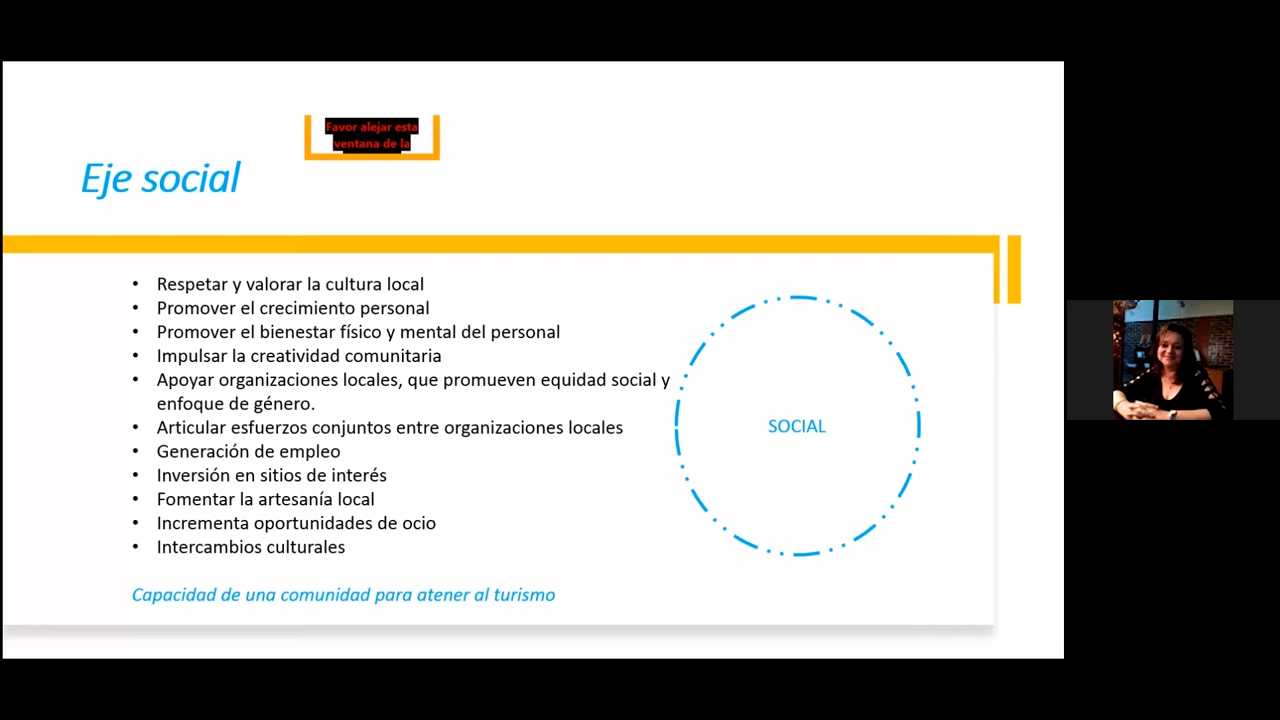 Favor alejar esta
ventana de la
Eje social
• Respetar y valorar la cultura local
• Promover el crecimiento personal
• Promover el bienestar físico y mental del personal
• Impulsar la creatividad comunitaria
• Apoyar organizaciones locales, que promueven equidad social y
enfoque de género.
• Articular esfuerzos conjuntos entre organizaciones locales
• Generación de empleo
• Inversión en sitios de interés
• Fomentar la artesanía local
• Incrementa oportunidades de ocio
• Intercambios culturales
SOCIAL
Capacidad de una comunidad para atener al turismo